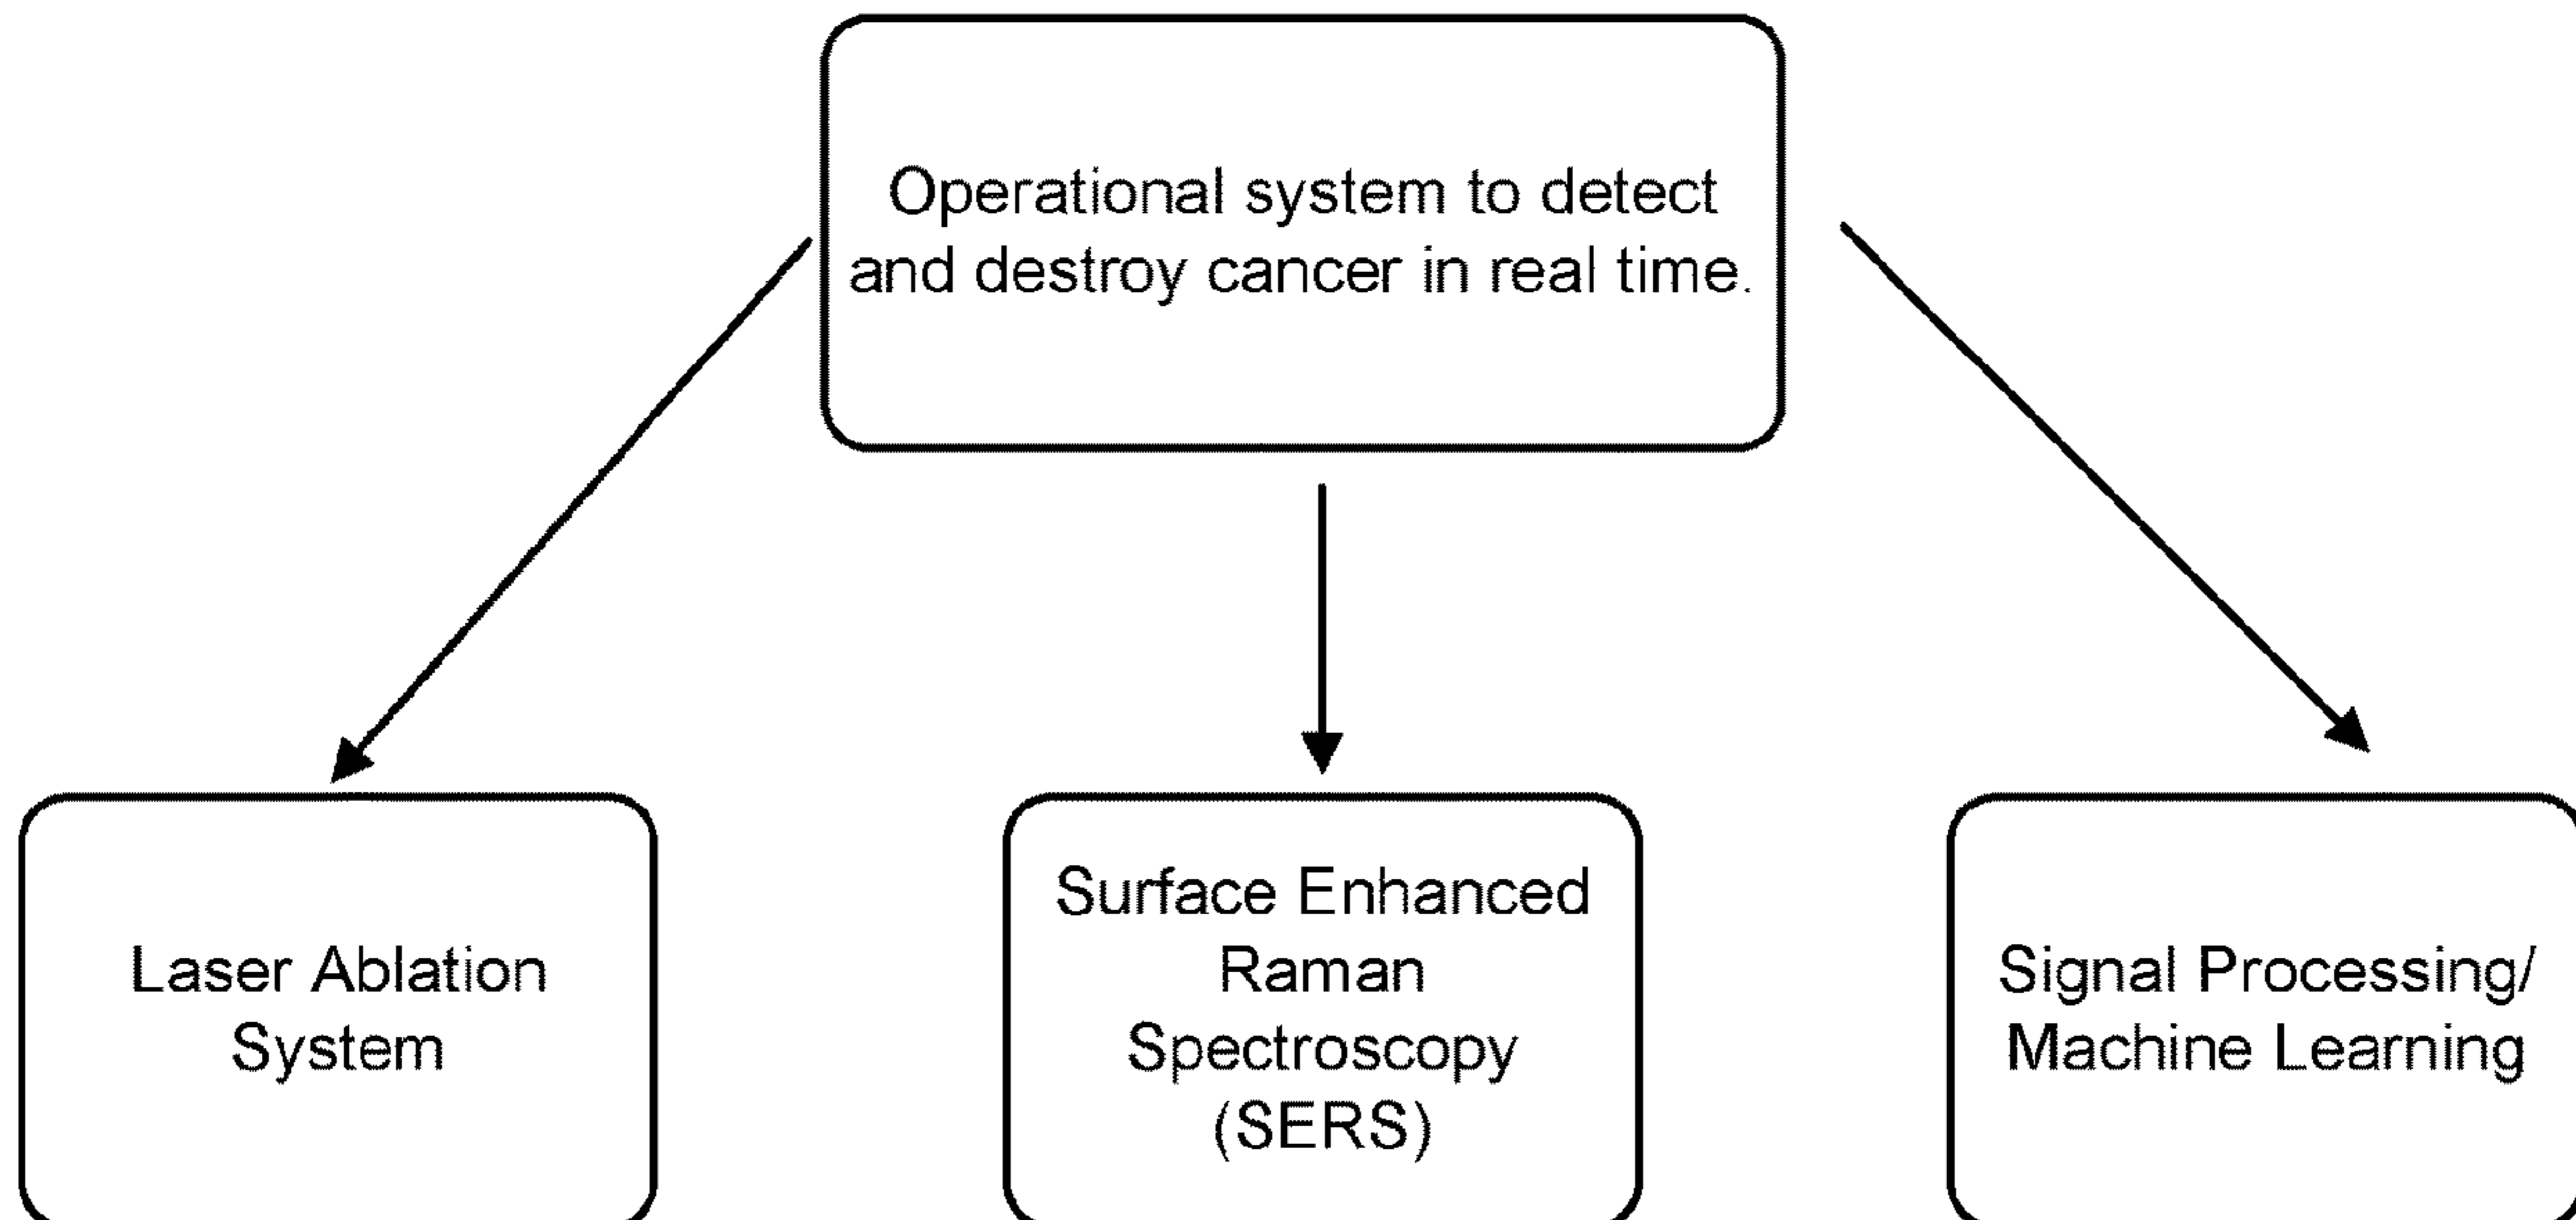 Operational system to detect
and destroy cancer in real time.
Laser Ablation
System
Surface Enhanced
Raman
Spectroscopy
(SERS)
Signal Processing/
Machine Learning